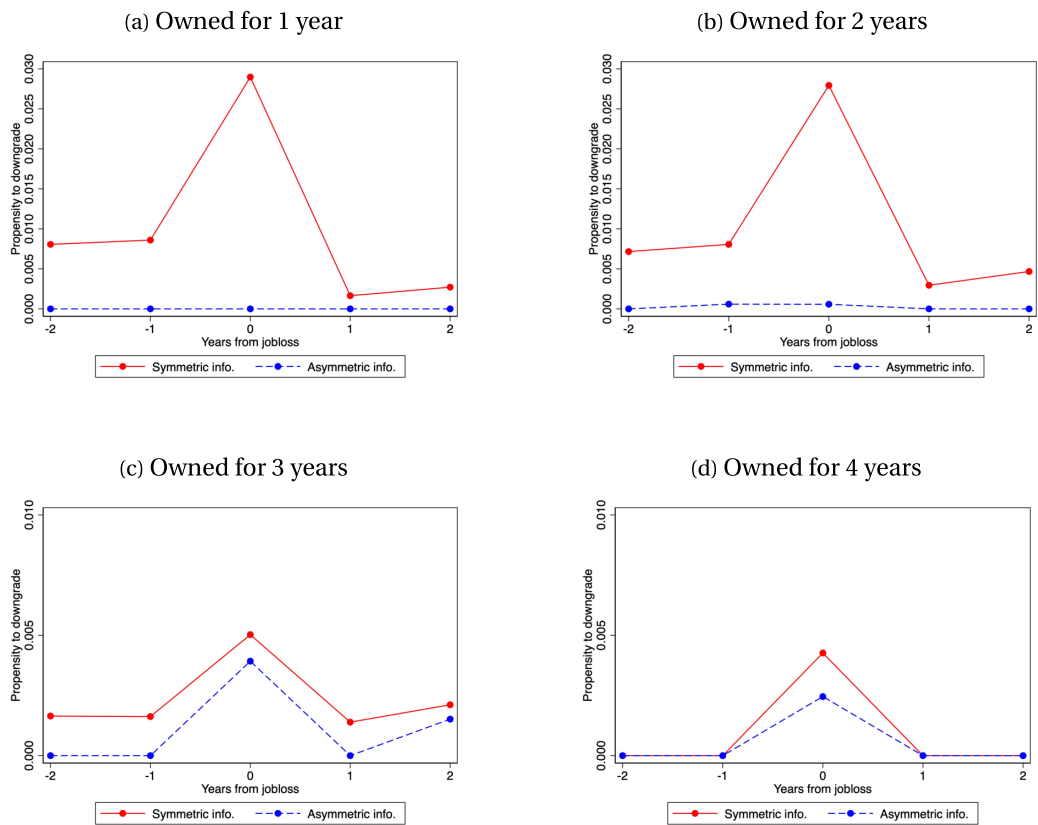 (a) Owned for 1 year
Propensity to downgrade
0.030
0.025
0.020
0.015
0.010
0.005
0.000
-2 -1 0 1 2
Years from jobloss
Symmetric info. Asymmetric info.
(b) Owned for 2 years
Propensity to downgrade
0.030
0.025
0.020
0.015
0.010
0.005
0.000
-2 -1 0 1 2
Years from jobloss
Symmetric info. Asymmetric info.
(c) Owned for 3 years
Propensity to downgrade
0.010
0.005
0.000
-2 -1 0 1 2
Years from jobloss
Symmetric info. Asymmetric info.
(d) Owned for 4 years
Propensity to downgrade
0.010
0.005
0.000
-2 -1 0 1 2
Years from jobloss
Symmetric info. Asymmetric info.